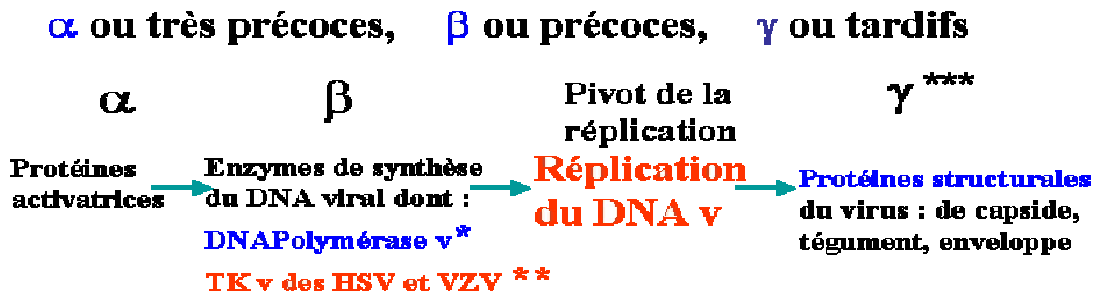 α ou très précoces, β ou précoces, γ ou tardifs
α
β
Pivot de la
réplication
γ ***
Protéines
activatrices
Enzymes de synthèse
du DNA viral dont :
DNAPolymérase v*
TK v des HSV et VZV **
Réplication
du DNA v
Protéines structurales
du virus : de capside,
tégument, enveloppe